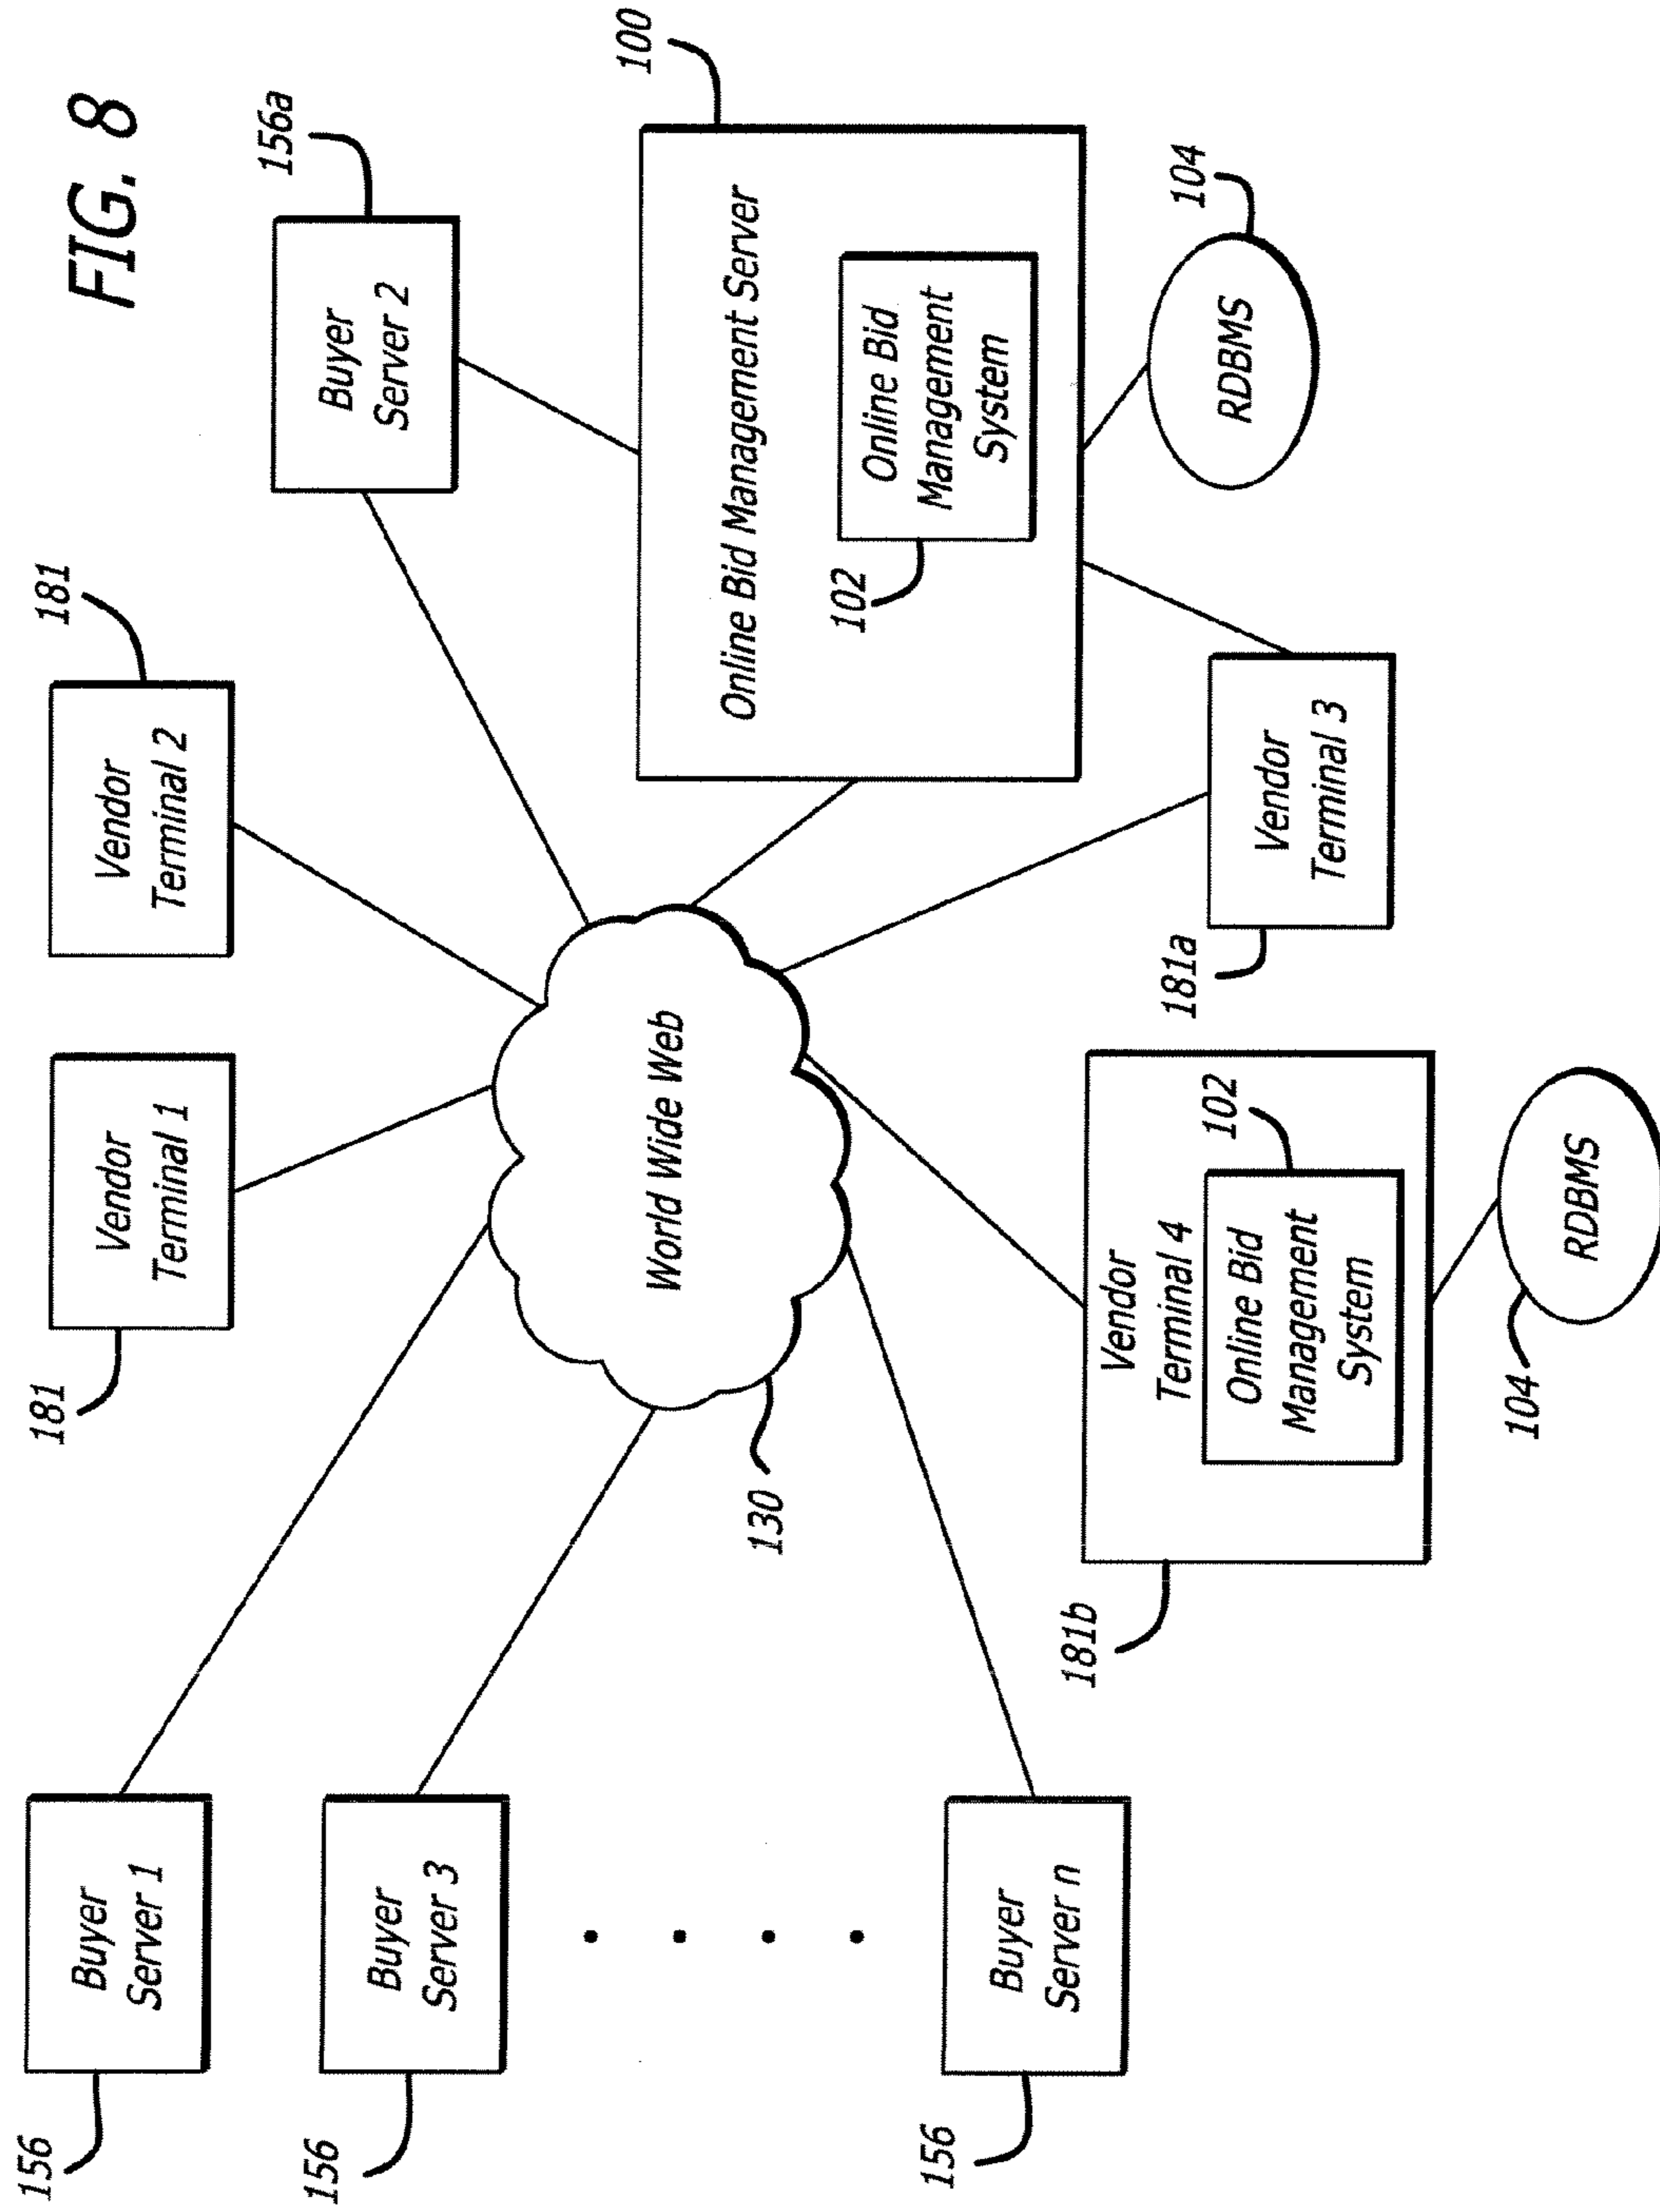 FIG. 8
156
Buyer
Server 1
181
Vendor
Terminal 1
Vendor
Terminal 2
181
156a
Buyer
Server 2
156
Buyer
Server 3
World Wide Web
130
100
Online Bid Management Server
102
Online Bid
Management
System
104
RDBMS
156
Buyer
Server n
181b
Vendor
Terminal 4
102
Online Bid
Management
System
181a
Vendor
Terminal 3
104
RDBMS